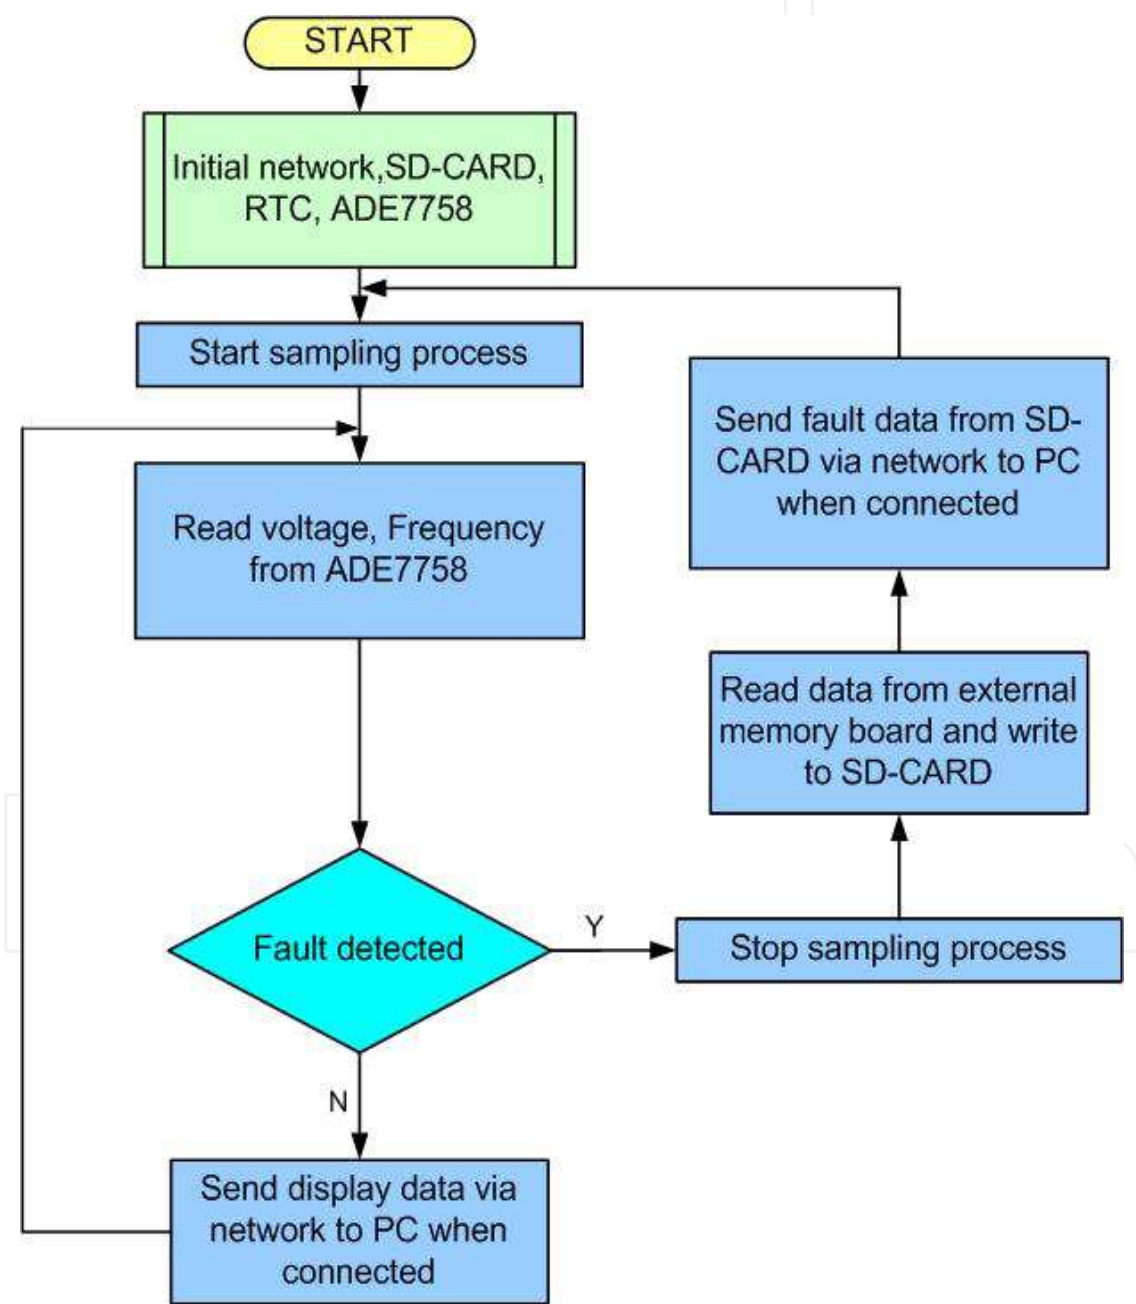 START
Initial network,SD-CARD,
RTC, ADE7758
Start sampling process
Read voltage, Frequency
from ADE7758
Fault detected
Y
N
Send display data via
network to PC when
connected
Stop sampling process
Read data from external
memory board and write
to SD-CARD
Send fault data from SD-
CARD via network to PC
when connected